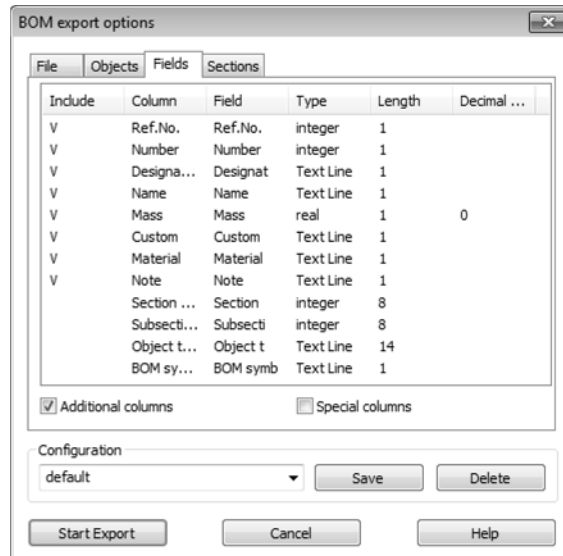 BOM export options
File Objects Fields Sections
Include Column Field Type Length Decimal ...
V Ref.No. Ref.No. integer 1
V Number Number integer 1
V Designa... Designat Text Line 1
V Name Name Text Line 1
V Mass Mass real 1 0
V Custom Custom Text Line 1
V Material Material Text Line 1
V Note Note Text Line 1
Section ... Section integer 8
Subsecti... Subsecti integer 8
Object t... Object t Text Line 14
BOM sy... BOM symb Text Line 1
Additional columns Special columns
Configuration
default Save Delete
Start Export Cancel Help